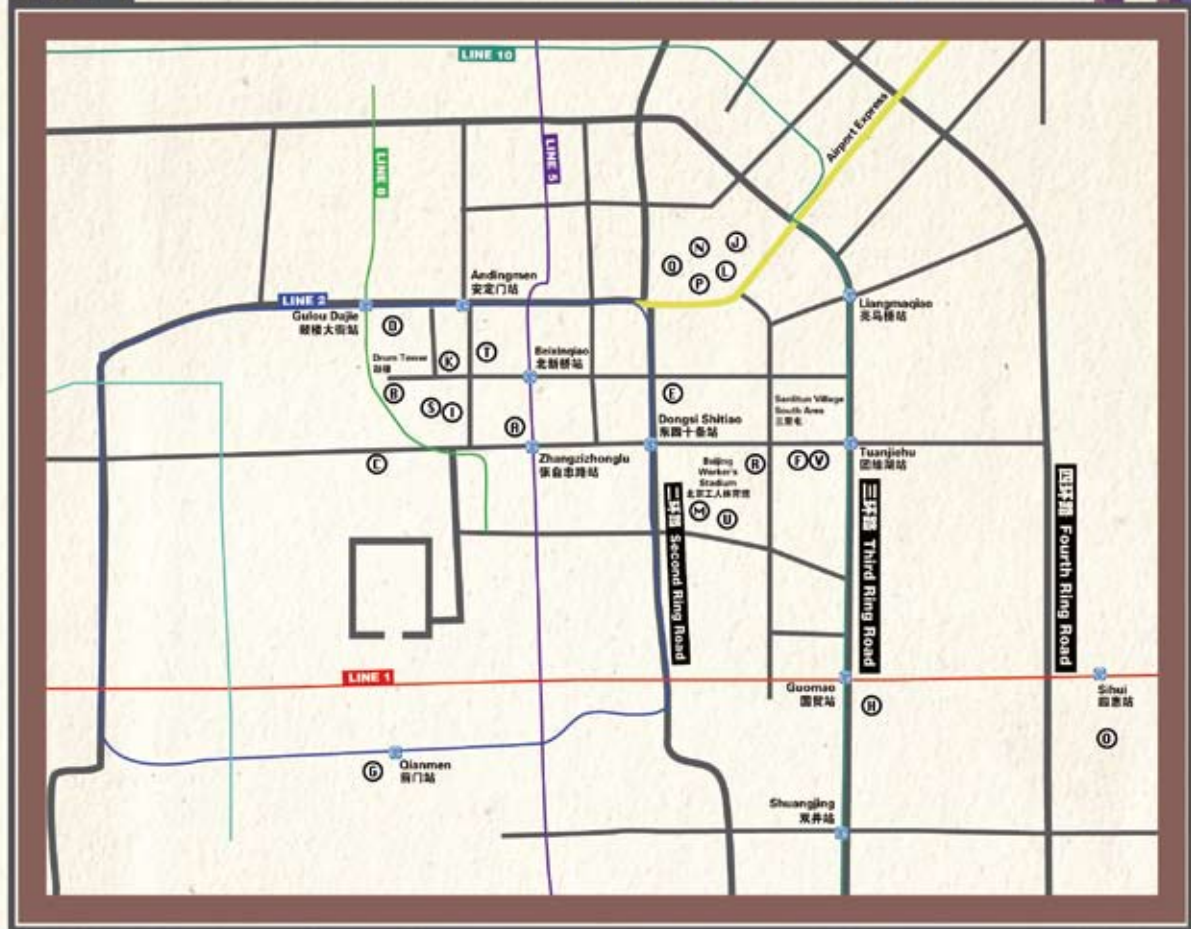 LINE 10
LINE 8
LINE 5
Airport Express
N
J
Q
L
P
Andingmen
安定门站
LINE 2
Gulou Dajie
鼓楼大街站
Liangmaqiao
亮马桥站
D
Drum Tower
鼓楼
K
T
Beixinqiao
北新桥站
B
S
I
E
Sanlitun Village
South Area
三里屯
A
Dongsi Shitiao
东四十条站
Zhangzizhonglu
张自忠路站
C
Beijing
Worker's
Stadium
北京工人体育馆
R
F
V
Tuanjiehu
团结湖站
M
U
二环路 Second Ring Road
三环路 Third Ring Road
四环路 Fourth Ring Road
LINE 1
Guomao
国贸站
H
Sihui
四惠站
O
Qianmen
前门站
G
Shuangjing
双井站